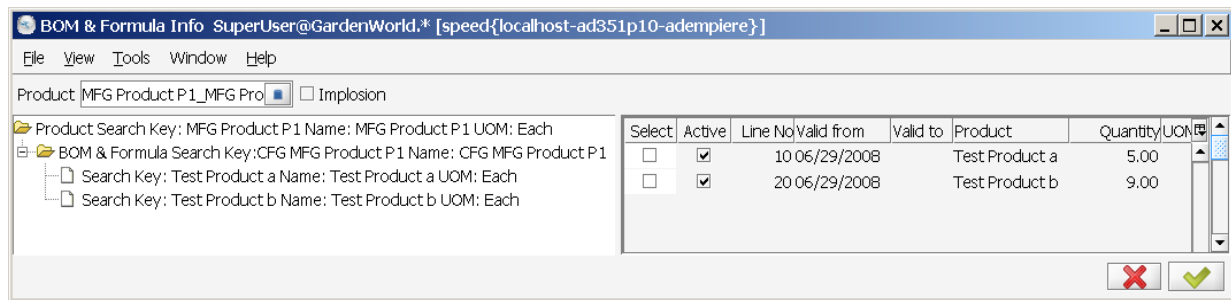 BOM & Formula Info SuperUser@GardenWorld.* [speed{localhost-ad351p10-adempiere}]
File View Tools Window Help
Product MFG Product P1_MFG Pro Implosion
Product Search Key: MFG Product P1 Name: MFG Product P1 UOM: Each
BOM & Formula Search Key:CFG MFG Product P1 Name: CFG MFG Product P1
Search Key: Test Product a Name: Test Product a UOM: Each
Search Key: Test Product b Name: Test Product b UOM: Each
Select Active Line No Valid from Valid to Product Quantity UOM
10 06/29/2008 Test Product a 5.00
20 06/29/2008 Test Product b 9.00